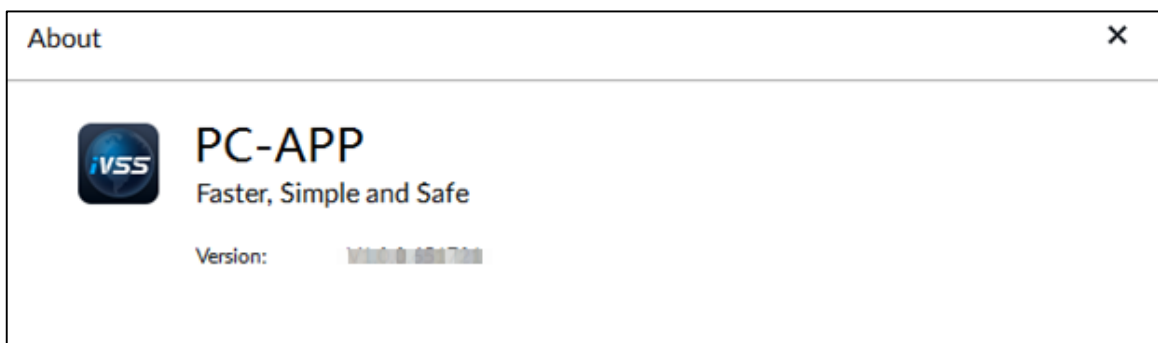 About
iVSS
PC-APP
Faster, Simple and Safe
Version: